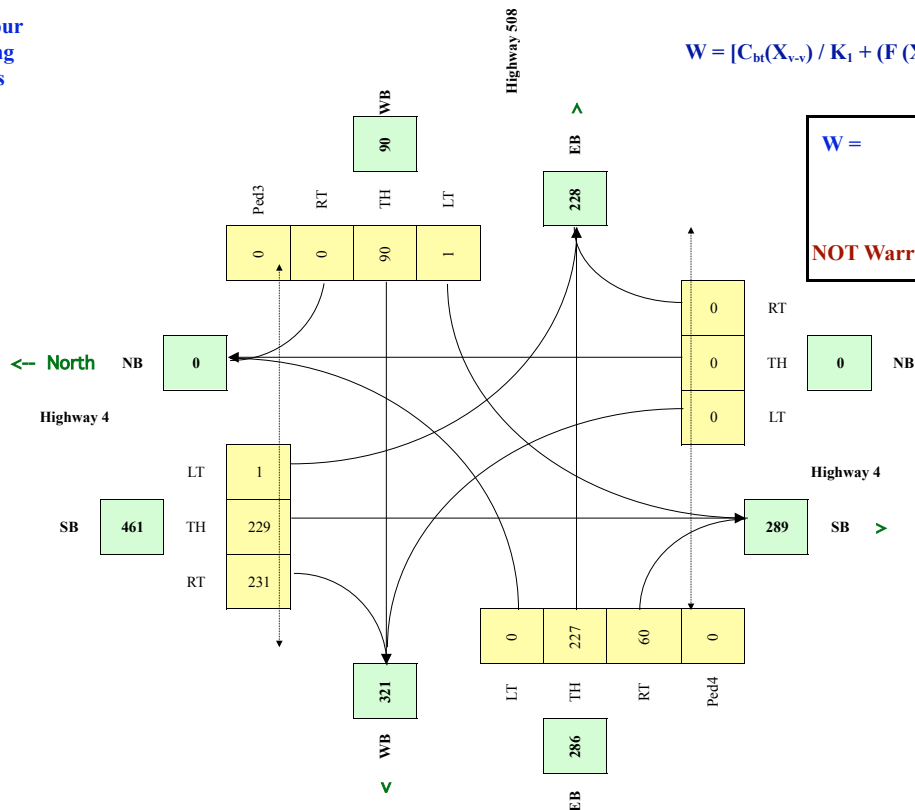 our
ng
s
Highway 508
W = [Cbt(Xv-v) / K1 + (F (X
WB
90
EB
228
W =
NOT Warr
Ped3
RT
TH
LT
0
0
90
1
0
RT
0
TH
0
LT
0
NB
<-- North
NB
0
Highway 4
Highway 4
LT
1
SB
461
TH
229
RT
231
289
SB
>
0
227
60
0
LT
TH
RT
Ped4
321
WB
286
EB